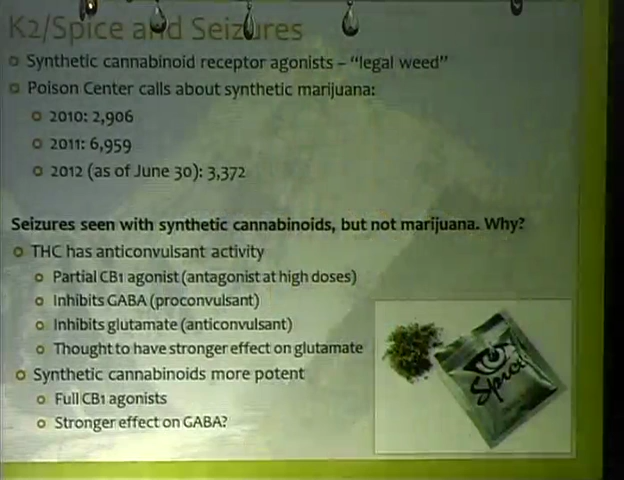 K2/Spice and Seizures
Synthetic cannabinoid receptor agonists – "legal weed"
Poison Center calls about synthetic marijuana:
2010: 2,906
2011: 6,959
2012 (as of June 30): 3,372
Seizures seen with synthetic cannabinoids, but not marijuana. Why?
THC has anticonvulsant activity
Partial CB1 agonist (antagonist at high doses)
Inhibits GABA (proconvulsant)
Inhibits glutamate (anticonvulsant)
Thought to have stronger effect on glutamate
Synthetic cannabinoids more potent
Full CB1 agonists
Stronger effect on GABA?
Spice